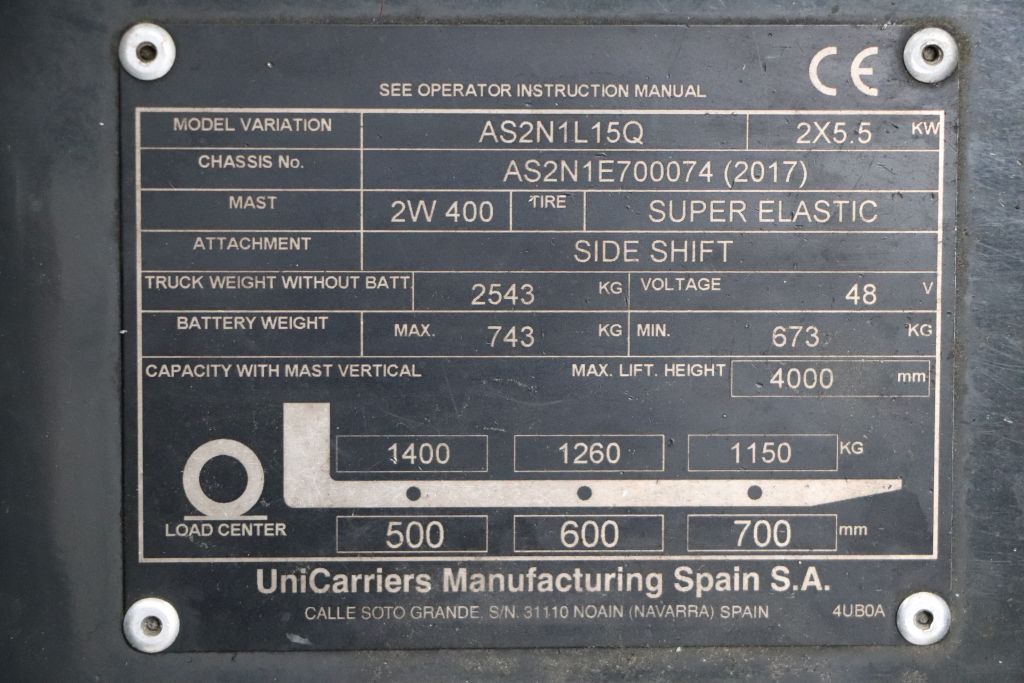 CE
SEE OPERATOR INSTRUCTION MANUAL
MODEL VARIATION AS2N1L15Q 2X5.5 KW
CHASSIS No. AS2N1E700074 (2017)
MAST 2W 400 TIRE SUPER ELASTIC
ATTACHMENT SIDE SHIFT
TRUCK WEIGHT WITHOUT BATT. 2543 KG VOLTAGE 48 V
BATTERY WEIGHT MAX. 743 KG MIN. 673 KG
CAPACITY WITH MAST VERTICAL MAX. LIFT. HEIGHT 4000 mm
1400 1260 1150 KG
LOAD CENTER 500 600 700 mm
UniCarriers Manufacturing Spain S.A.
CALLE SOTO GRANDE. S/N. 31110 NOAIN (NAVARRA) SPAIN 4UB0A